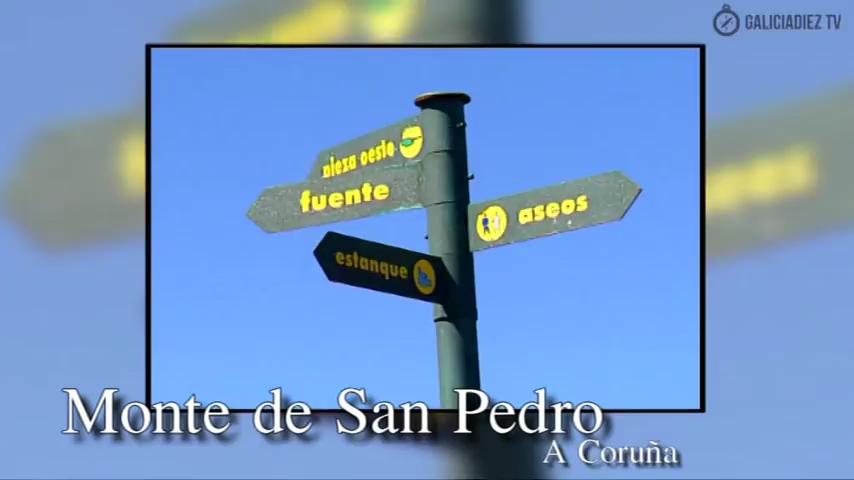 GALICIADIEZ TV
pieza oeste
fuente
aseos
estanque
Monte de San Pedro
A Coruña